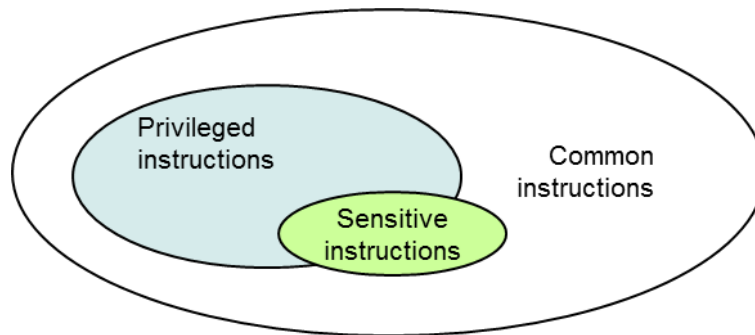 Privileged
instructions
Common
instructions
Sensitive
instructions